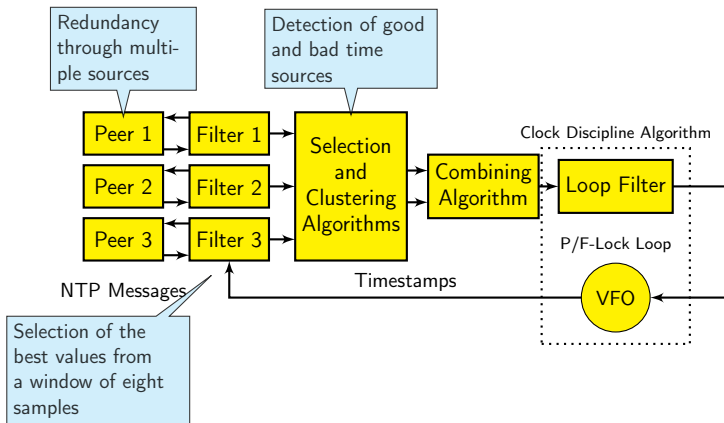 Redundancy
through multi-
ple sources
Detection of good
and bad time
sources
Peer 1
Filter 1
Peer 2
Filter 2
Peer 3
Filter 3
Selection
and
Clustering
Algorithms
Combining
Algorithm
Clock Discipline Algorithm
Loop Filter
P/F-Lock Loop
VFO
Timestamps
NTP Messages
Selection of the
best values from
a window of eight
samples